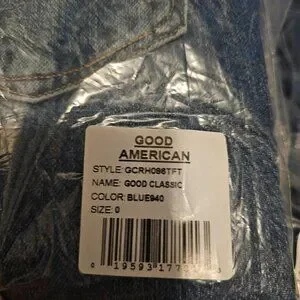 GOOD
AMERICAN
STYLE: GCRH086TFT
NAME: GOOD CLASSIC
COLOR: BLUE940
SIZE: 0